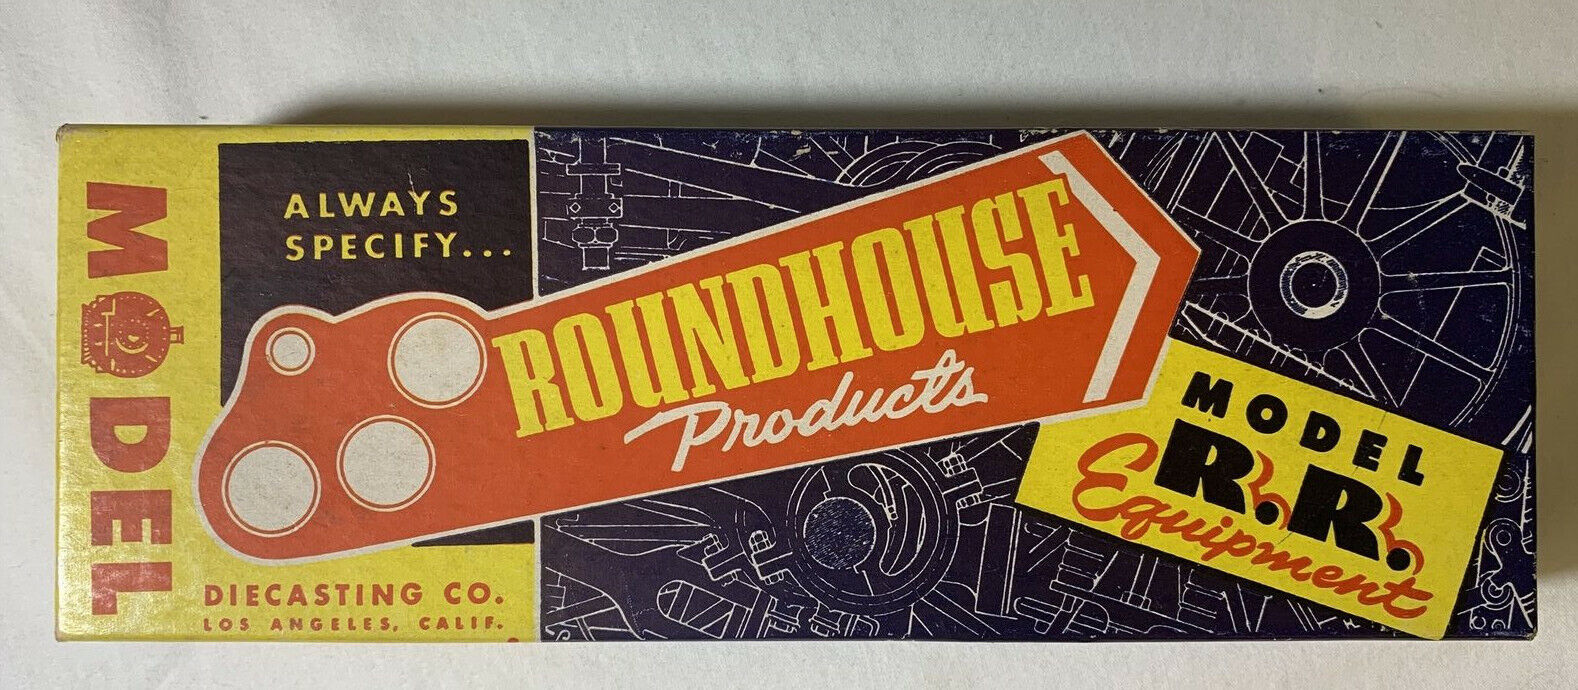 MODEL
ALWAYS
SPECIFY...
ROUNDHOUSE
Products
MODEL
R.R.
Equipment
DIECASTING CO.
LOS ANGELES, CALIF.